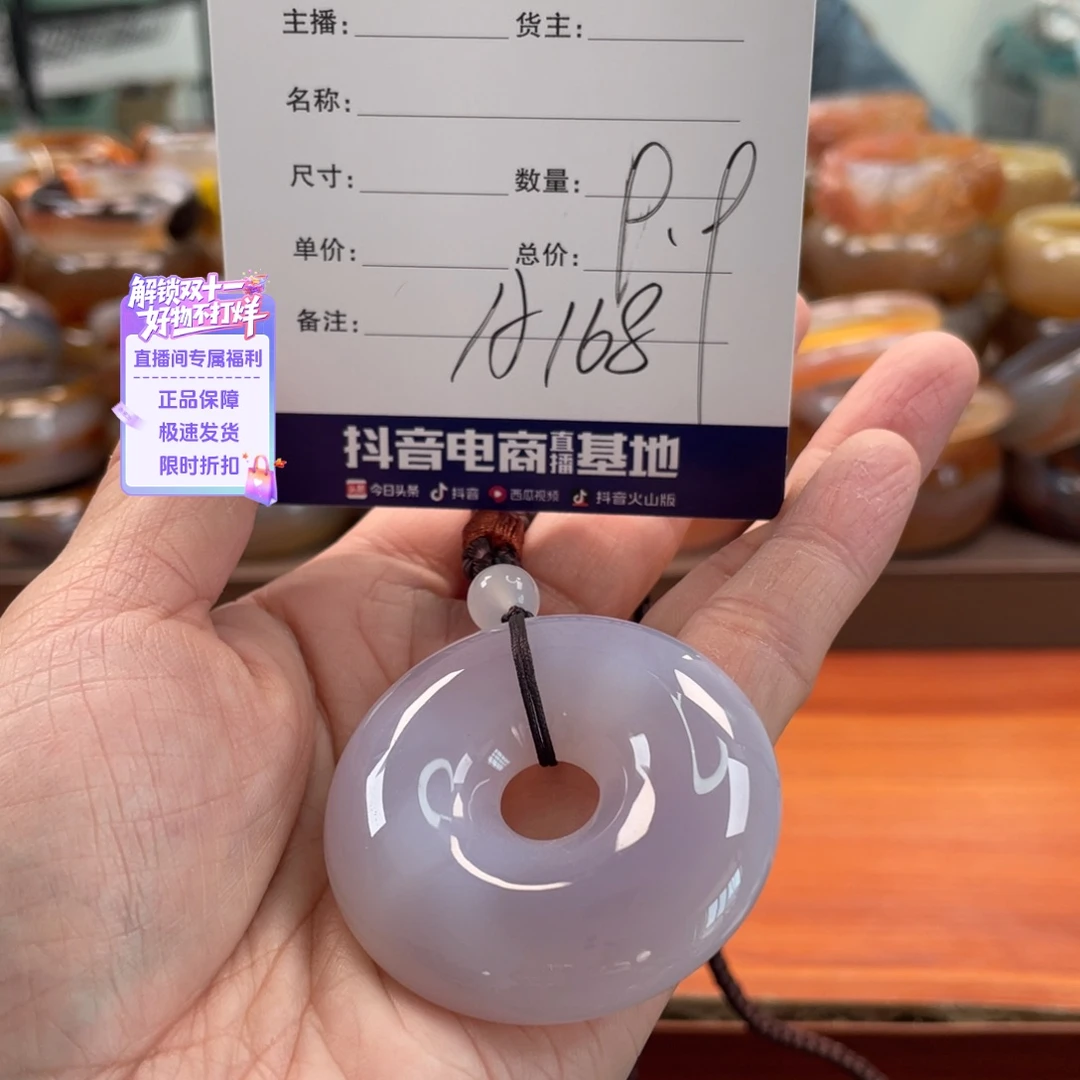 主播: 货主:
名称:
尺寸: 数量:
单价: 总价:
备注: 168
抖音电商直播基地
头条 今日头条 抖音 西瓜视频 抖音火山版
解锁双十一
好物不打烊
直播间专属福利
正品保障
极速发货
限时折扣